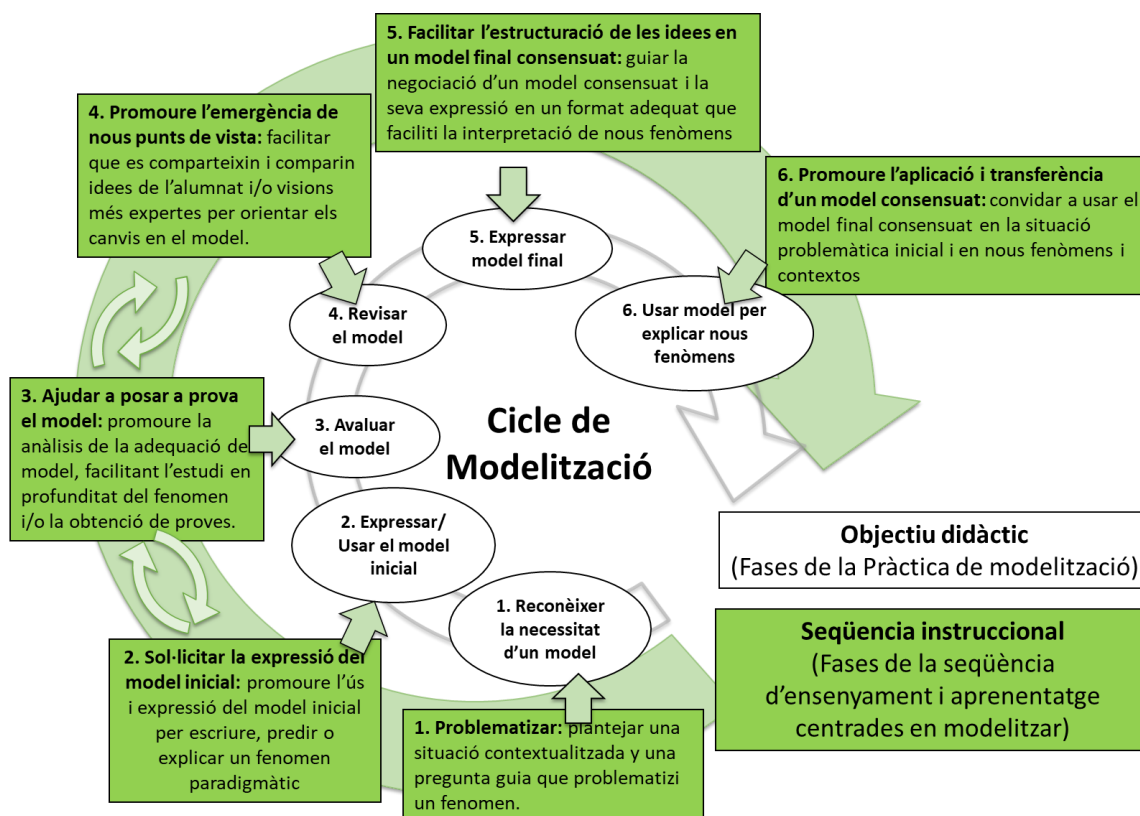 5. Facilitar l'estructuració de les idees en
un model final consensuat: guiar la
negociació d'un model consensuat i la
seva expressió en un format adequat que
faciliti la interpretació de nous fenòmens
4. Promoure l'emergència de
nous punts de vista: facilitar
que es comparteixin i comparin
idees de l'alumnat i/o visions
més expertes per orientar els
canvis en el model.
6. Promoure l'aplicació i transferència
d'un model consensuat: convidar a usar el
model final consensuat en la situació
problemàtica inicial i en nous fenòmens i
contextos
5. Expressar
model final
4. Revisar
el model
6. Usar model per
explicar nous
fenòmens
3. Ajudar a posar a prova
el model: promoure la
anàlisis de la adequació de
model, facilitant l'estudi en
profunditat del fenomen
i/o la obtenció de proves.
3. Avaluar
el model
Cicle de
Modelització
2. Expressar/
Usar el model
inicial
1. Reconèixer
la necessitat
d'un model
Objectiu didàctic
(Fases de la Pràctica de modelització)
Seqüencia instruccional
(Fases de la seqüència
d'ensenyament i aprenentatge
centrades en modelitzar)
2. Sol·licitar la expressió del
model inicial: promoure l'ús
i expressió del model inicial
per escriure, predir o
explicar un fenomen
paradigmàtic
1. Problematizar: plantejar una
situació contextualitzada y una
pregunta guia que problematizi
un fenomen.